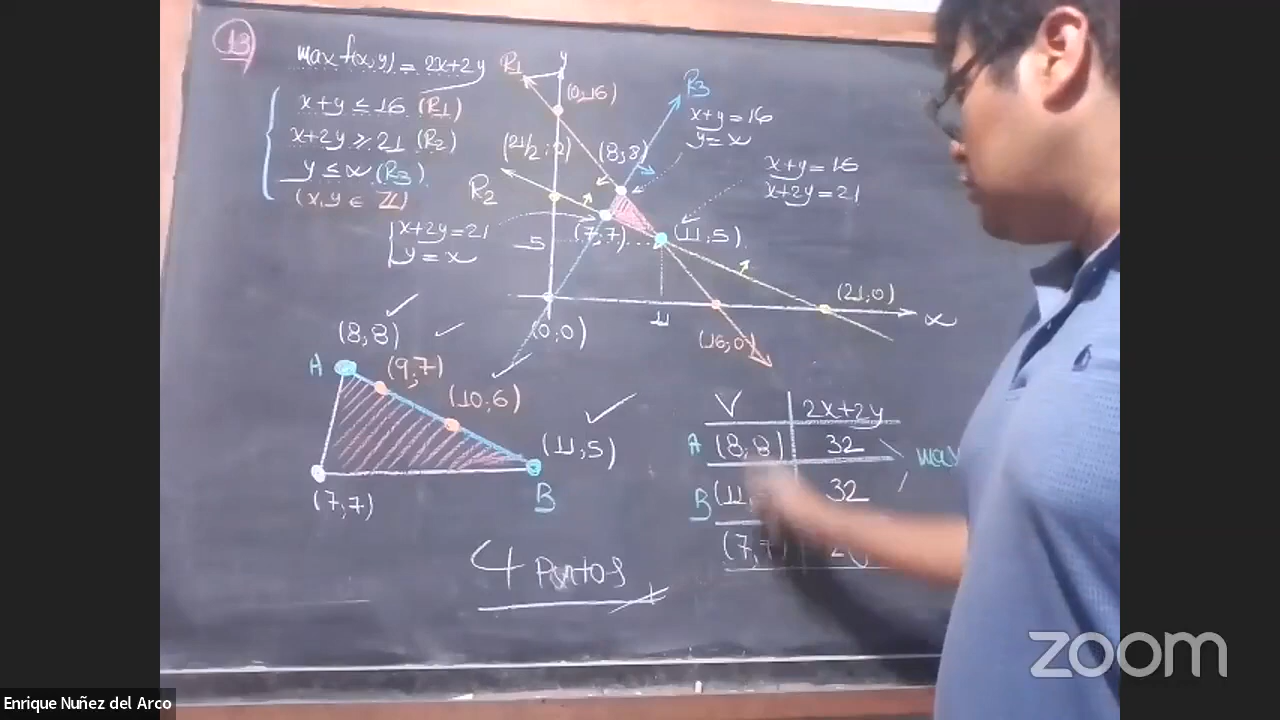 13
max f(x,y) = 2x+2y
x+y ≤ 16 (R1)
x+2y ≥ 21 (R2)
y ≤ x (R3)
(x,y ∈ ℤ)
R1
y
(0;16)
R3
x+y = 16
y = x
(8;8)
x+y = 16
x+2y = 21
R2
x+2y = 21
y = x
5
(7;7)
(11;5)
(21;0)
x
(0;0)
11
(16;0)
(8;8)
A
(9;7)
(10;6)
(11;5)
(7;7)
B
4 Puntos
V 2x+2y
A (8;8) 32
max
B (11; 32
(7;7)
zoom
Enrique Nuñez del Arco